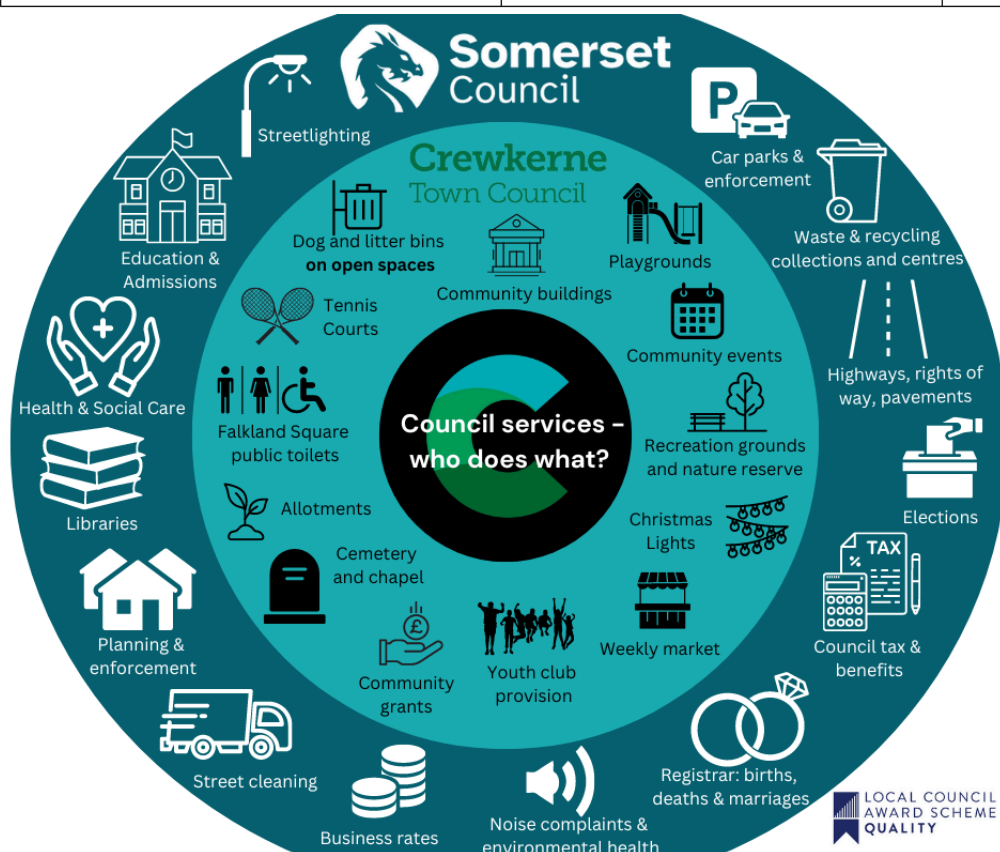 Somerset
Council
Streetlighting
P
Car parks &
enforcement
Crewkerne
Town Council
Education &
Admissions
Dog and litter bins
on open spaces
Community buildings
Playgrounds
Waste & recycling
collections and centres
Tennis
Courts
Community events
Highways, rights of
way, pavements
Health & Social Care
Falkland Square
public toilets
Council services –
who does what?
Recreation grounds
and nature reserve
Libraries
Allotments
Christmas
Lights
Elections
Cemetery
and chapel
TAX
%
Planning &
enforcement
£
Community
grants
Youth club
provision
Weekly market
Council tax &
benefits
Street cleaning
Business rates
Noise complaints &
environmental health
Registrar: births,
deaths & marriages
LOCAL COUNCIL
AWARD SCHEME
QUALITY